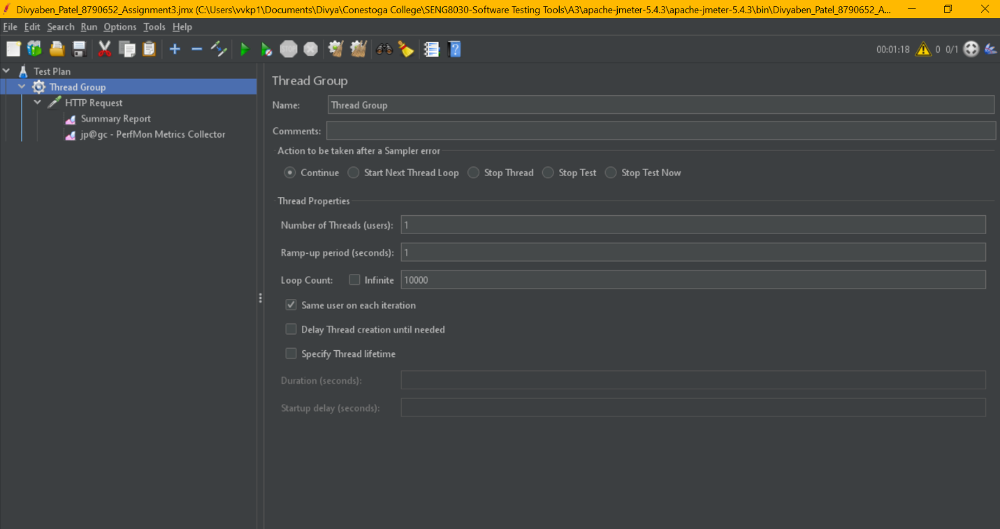 Divyaben_Patel_8790652_Assignment3.jmx (C:\Users\vvkp1\Documents\Divya\Conestoga College\SENG8030-Software Testing Tools\A3\apache-jmeter-5.4.3\apache-jmeter-5.4.3\bin\Divyaben_Patel_8790652_A...
File Edit Search Run Options Tools Help
STOP 00:01:18 0 0/1
Test Plan
Thread Group
HTTP Request
Summary Report
jp@gc - PerfMon Metrics Collector
Thread Group
Name: Thread Group
Comments:
Action to be taken after a Sampler error
Continue Start Next Thread Loop Stop Thread Stop Test Stop Test Now
Thread Properties
Number of Threads (users): 1
Ramp-up period (seconds): 1
Loop Count: Infinite 10000
Same user on each iteration
Delay Thread creation until needed
Specify Thread lifetime
Duration (seconds):
Startup delay (seconds):